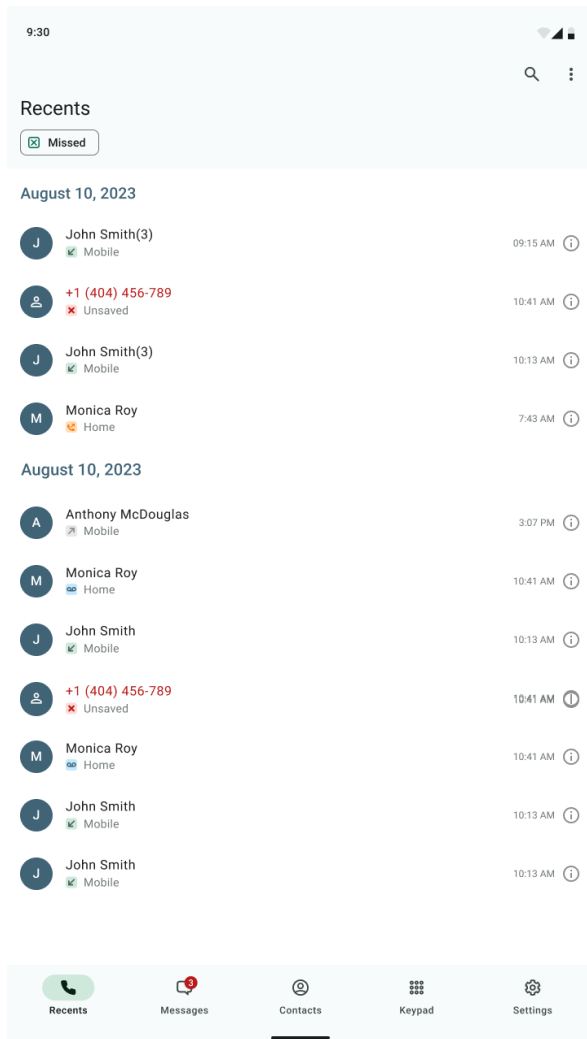 9:30
Recents
Missed
August 10, 2023
J
John Smith(3)
Mobile
09:15 AM
+1 (404) 456-789
Unsaved
10:41 AM
J
John Smith(3)
Mobile
10:13 AM
M
Monica Roy
Home
7:43 AM
August 10, 2023
A
Anthony McDouglas
Mobile
3:07 PM
M
Monica Roy
Home
10:41 AM
J
John Smith
Mobile
10:13 AM
+1 (404) 456-789
Unsaved
10:41 AM
M
Monica Roy
Home
10:41 AM
J
John Smith
Mobile
10:13 AM
J
John Smith
Mobile
10:13 AM
3
Recents
Messages
Contacts
Keypad
Settings